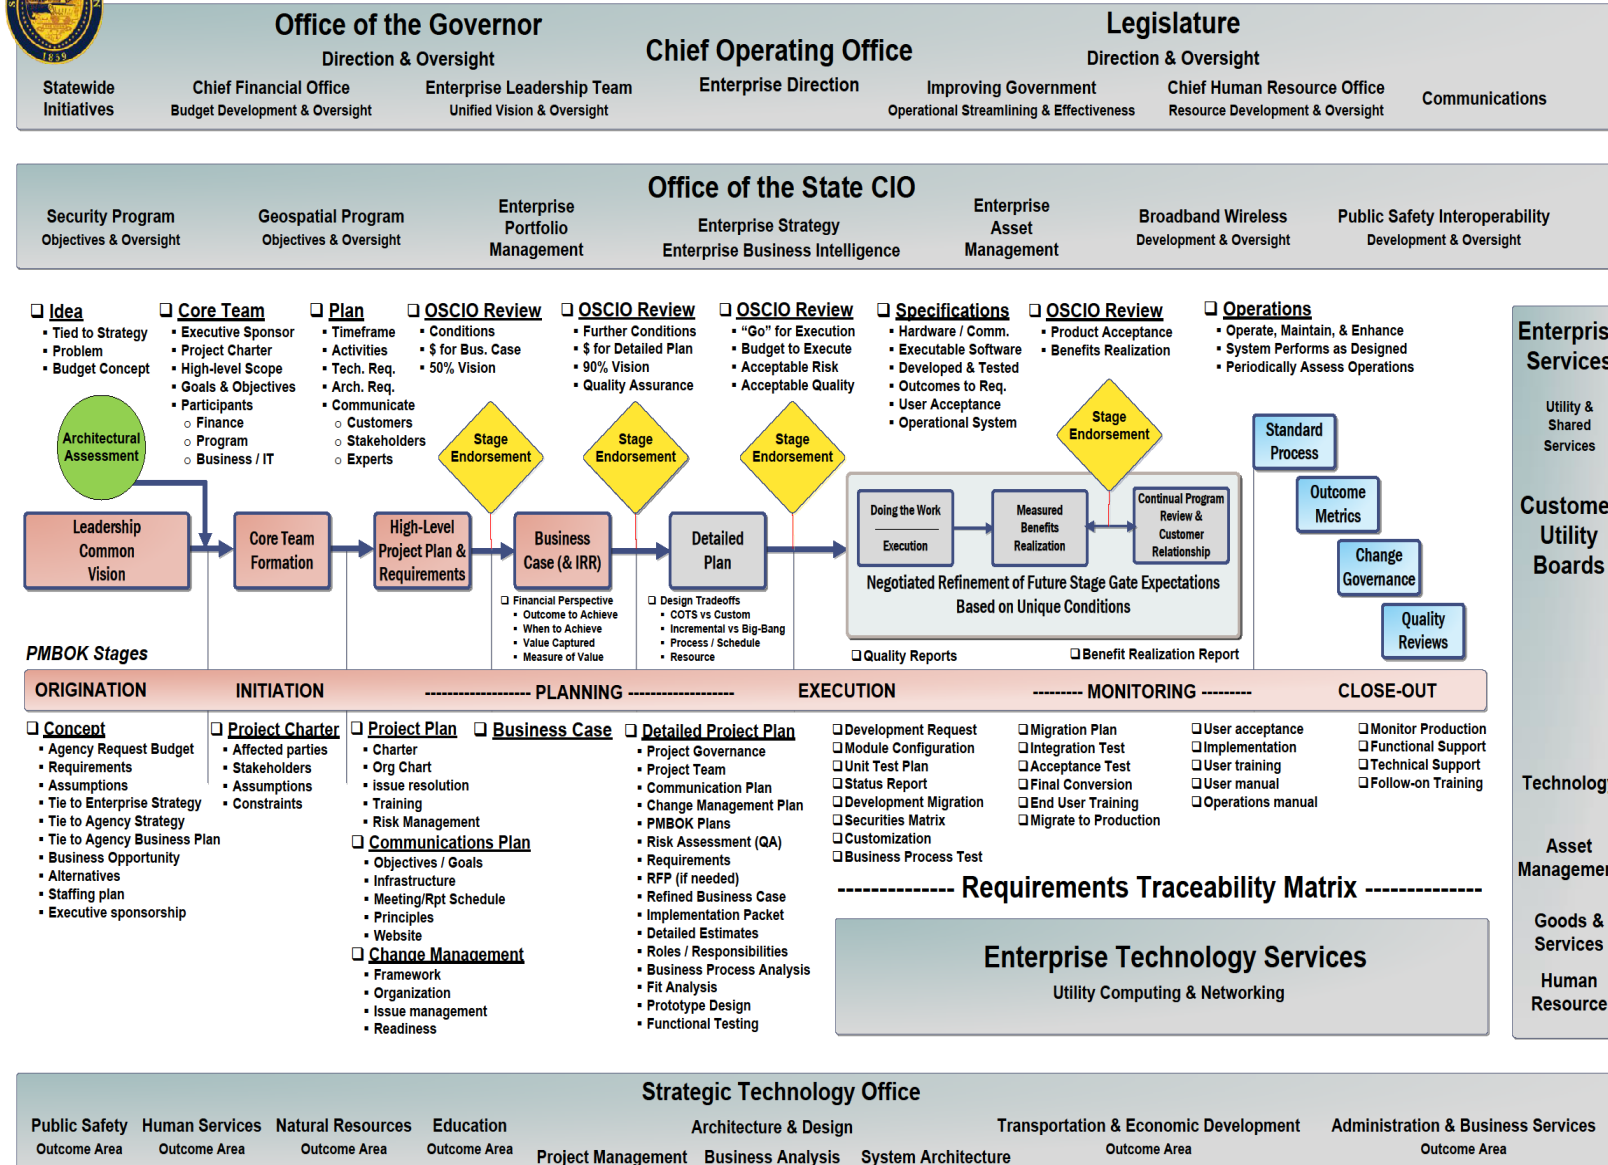 1859
Office of the Governor
Direction & Oversight
Chief Operating Office
Enterprise Direction
Legislature
Direction & Oversight
Statewide
Initiatives
Chief Financial Office
Budget Development & Oversight
Enterprise Leadership Team
Unified Vision & Oversight
Improving Government
Operational Streamlining & Effectiveness
Chief Human Resource Office
Resource Development & Oversight
Communications
Office of the State CIO
Security Program
Objectives & Oversight
Geospatial Program
Objectives & Oversight
Enterprise
Portfolio
Management
Enterprise Strategy
Enterprise Business Intelligence
Enterprise
Asset
Management
Broadband Wireless
Development & Oversight
Public Safety Interoperability
Development & Oversight
❑ Idea
▪ Tied to Strategy
▪ Problem
▪ Budget Concept
❑ Core Team
▪ Executive Sponsor
▪ Project Charter
▪ High-level Scope
▪ Goals & Objectives
▪ Participants
○ Finance
○ Program
○ Business / IT
❑ Plan
▪ Timeframe
▪ Activities
▪ Tech. Req.
▪ Arch. Req.
▪ Communicate
○ Customers
○ Stakeholders
○ Experts
❑ OSCIO Review
▪ Conditions
▪ $ for Bus. Case
▪ 50% Vision
❑ OSCIO Review
▪ Further Conditions
▪ $ for Detailed Plan
▪ 90% Vision
▪ Quality Assurance
❑ OSCIO Review
▪ “Go” for Execution
▪ Budget to Execute
▪ Acceptable Risk
▪ Acceptable Quality
❑ Specifications
▪ Hardware / Comm.
▪ Executable Software
▪ Developed & Tested
▪ Outcomes to Req.
▪ User Acceptance
▪ Operational System
❑ OSCIO Review
▪ Product Acceptance
▪ Benefits Realization
❑ Operations
▪ Operate, Maintain, & Enhance
▪ System Performs as Designed
▪ Periodically Assess Operations
Architectural
Assessment
Stage
Endorsement
Stage
Endorsement
Stage
Endorsement
Stage
Endorsement
Leadership
Common
Vision
Core Team
Formation
High-Level
Project Plan &
Requirements
Business
Case (& IRR)
Detailed
Plan
Doing the Work
Execution
Measured
Benefits
Realization
Continual Program
Review &
Customer
Relationship
Negotiated Refinement of Future Stage Gate Expectations
Based on Unique Conditions
Standard
Process
Outcome
Metrics
Change
Governance
Quality
Reviews
❑ Financial Perspective
▪ Outcome to Achieve
▪ When to Achieve
▪ Value Captured
▪ Measure of Value
❑ Design Tradeoffs
▪ COTS vs Custom
▪ Incremental vs Big-Bang
▪ Process / Schedule
▪ Resource
❑ Quality Reports
❑ Benefit Realization Report
PMBOK Stages
ORIGINATION
INITIATION
------------------- PLANNING -------------------
EXECUTION
--------- MONITORING ---------
CLOSE-OUT
❑ Concept
▪ Agency Request Budget
▪ Requirements
▪ Assumptions
▪ Tie to Enterprise Strategy
▪ Tie to Agency Strategy
▪ Tie to Agency Business Plan
▪ Business Opportunity
▪ Alternatives
▪ Staffing plan
▪ Executive sponsorship
❑ Project Charter
▪ Affected parties
▪ Stakeholders
▪ Assumptions
▪ Constraints
❑ Project Plan
▪ Charter
▪ Org Chart
▪ issue resolution
▪ Training
▪ Risk Management
❑ Communications Plan
▪ Objectives / Goals
▪ Infrastructure
▪ Meeting/Rpt Schedule
▪ Principles
▪ Website
❑ Change Management
▪ Framework
▪ Organization
▪ Issue management
▪ Readiness
❑ Business Case
❑ Detailed Project Plan
▪ Project Governance
▪ Project Team
▪ Communication Plan
▪ Change Management Plan
▪ PMBOK Plans
▪ Risk Assessment (QA)
▪ Requirements
▪ RFP (if needed)
▪ Refined Business Case
▪ Implementation Packet
▪ Detailed Estimates
▪ Roles / Responsibilities
▪ Business Process Analysis
▪ Fit Analysis
▪ Prototype Design
▪ Functional Testing
❑ Development Request
❑ Module Configuration
❑ Unit Test Plan
❑ Status Report
❑ Development Migration
❑ Securities Matrix
❑ Customization
❑ Business Process Test
❑ Migration Plan
❑ Integration Test
❑ Acceptance Test
❑ Final Conversion
❑ End User Training
❑ Migrate to Production
❑ User acceptance
❑ Implementation
❑ User training
❑ User manual
❑ Operations manual
❑ Monitor Production
❑ Functional Support
❑ Technical Support
❑ Follow-on Training
-------------- Requirements Traceability Matrix --------------
Enterprise Technology Services
Utility Computing & Networking
Enterpris
Services
Utility &
Shared
Services
Custome
Utility
Boards
Technology
Asset
Managemen
Goods &
Services
Human
Resource
Strategic Technology Office
Public Safety
Outcome Area
Human Services
Outcome Area
Natural Resources
Outcome Area
Education
Outcome Area
Architecture & Design
Project Management
Business Analysis
System Architecture
Transportation & Economic Development
Outcome Area
Administration & Business Services
Outcome Area